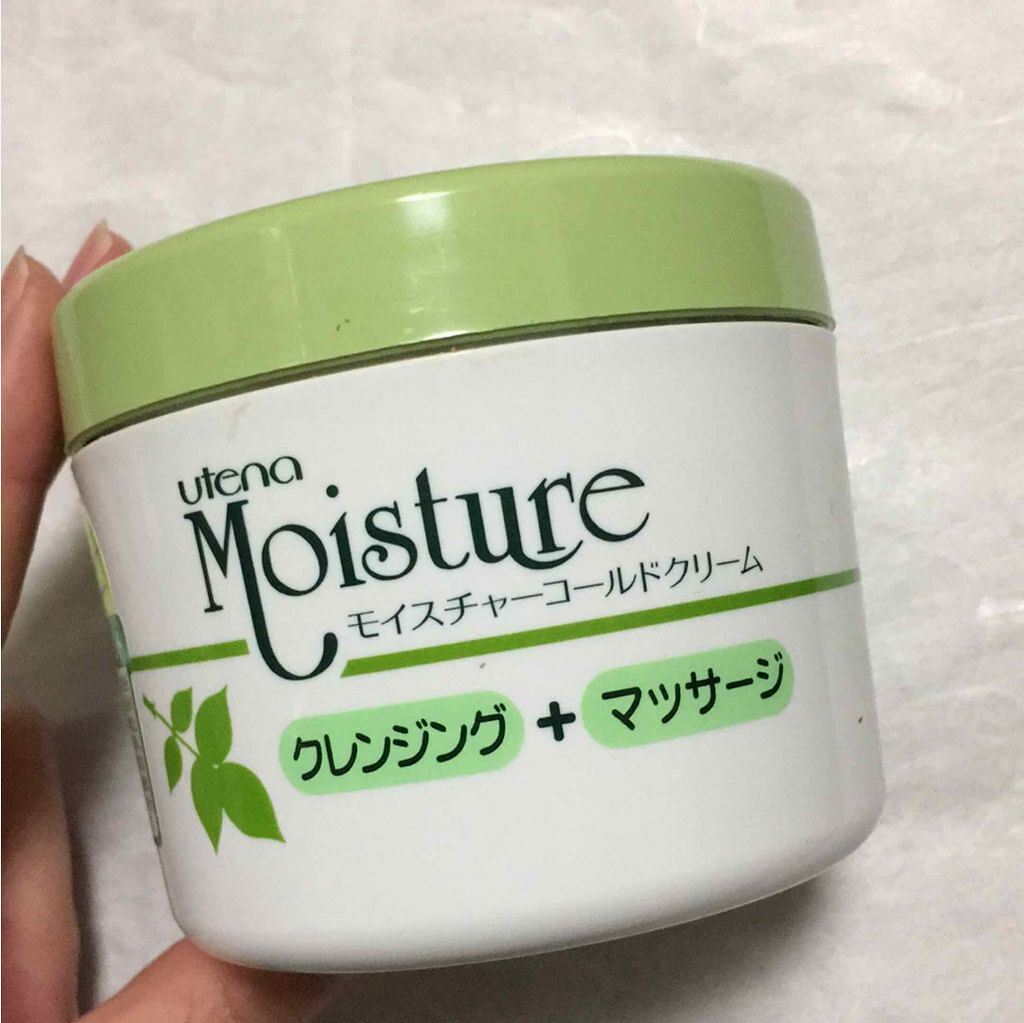 utena
Moisture
モイスチャーコールドクリーム
クレンジング + マッサージ